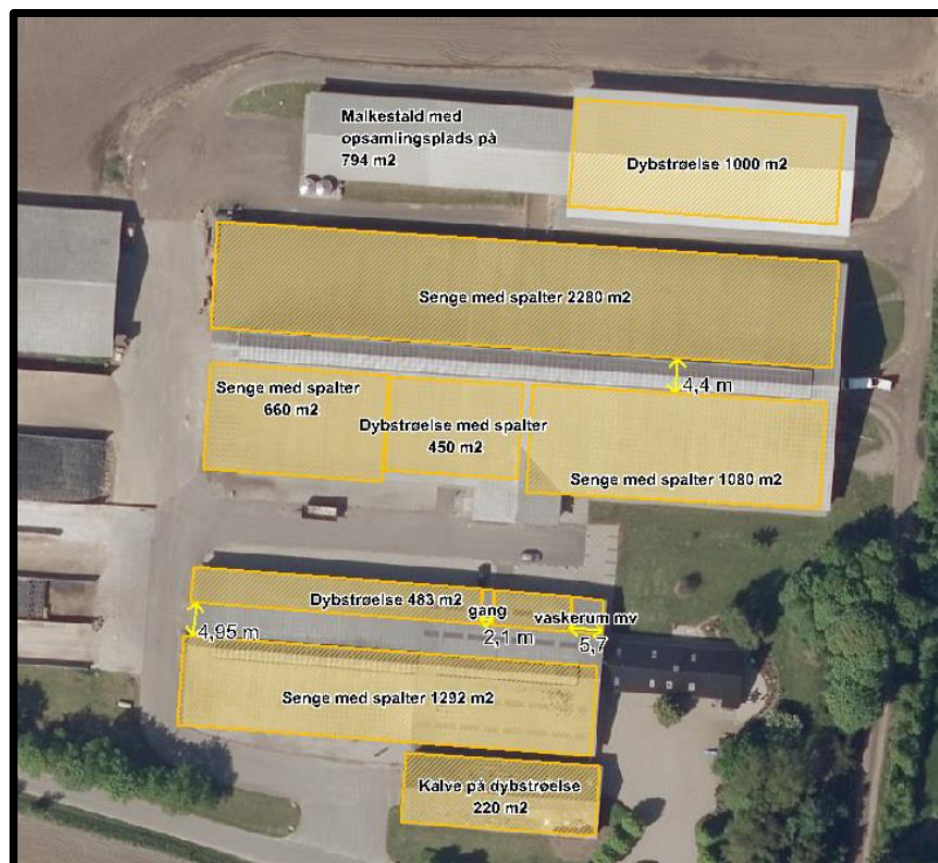 Malkestald med
opsamlingsplads på
794 m2
Dybstrøelse 1000 m2
Senge med spalter 2280 m2
4,4 m
Senge med spalter
660 m2
Dybstrøelse med spalter
450 m2
Senge med spalter 1080 m2
Dybstrøelse 483 m2
gang
vaskerum mv
4,95 m
2,1 m
5,7
Senge med spalter 1292 m2
Kalve på dybstrøelse
220 m2